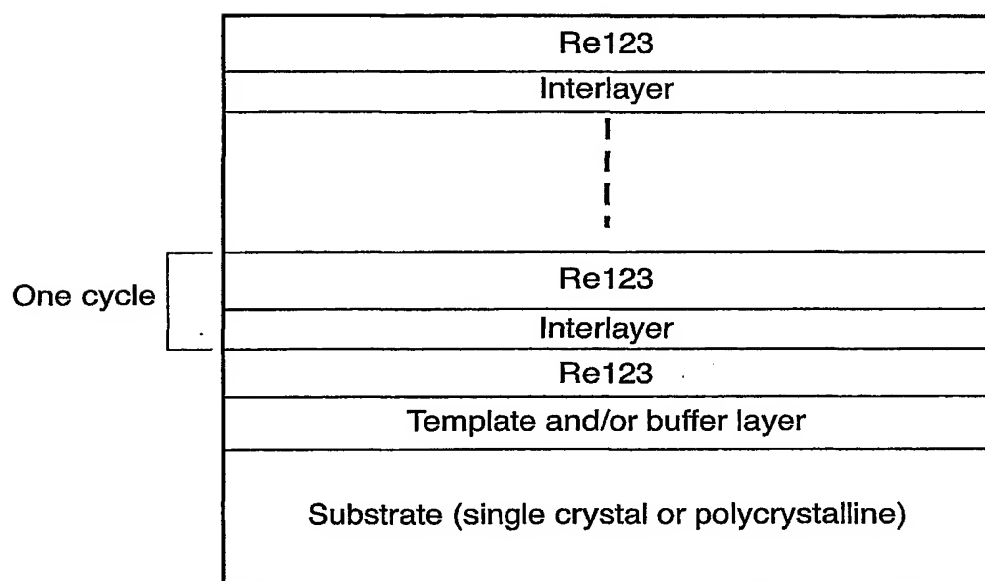 Re123
Interlayer
One cycle
Re123
Interlayer
Re123
Template and/or buffer layer
Substrate (single crystal or polycrystalline)